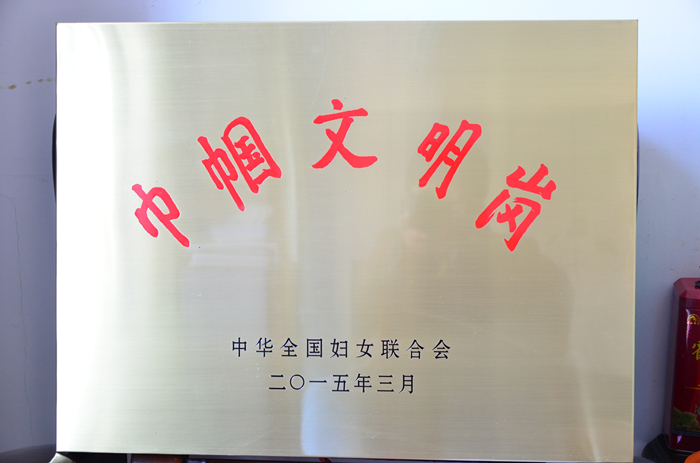 巾帼文明岗
中华全国妇女联合会
二〇一五年三月